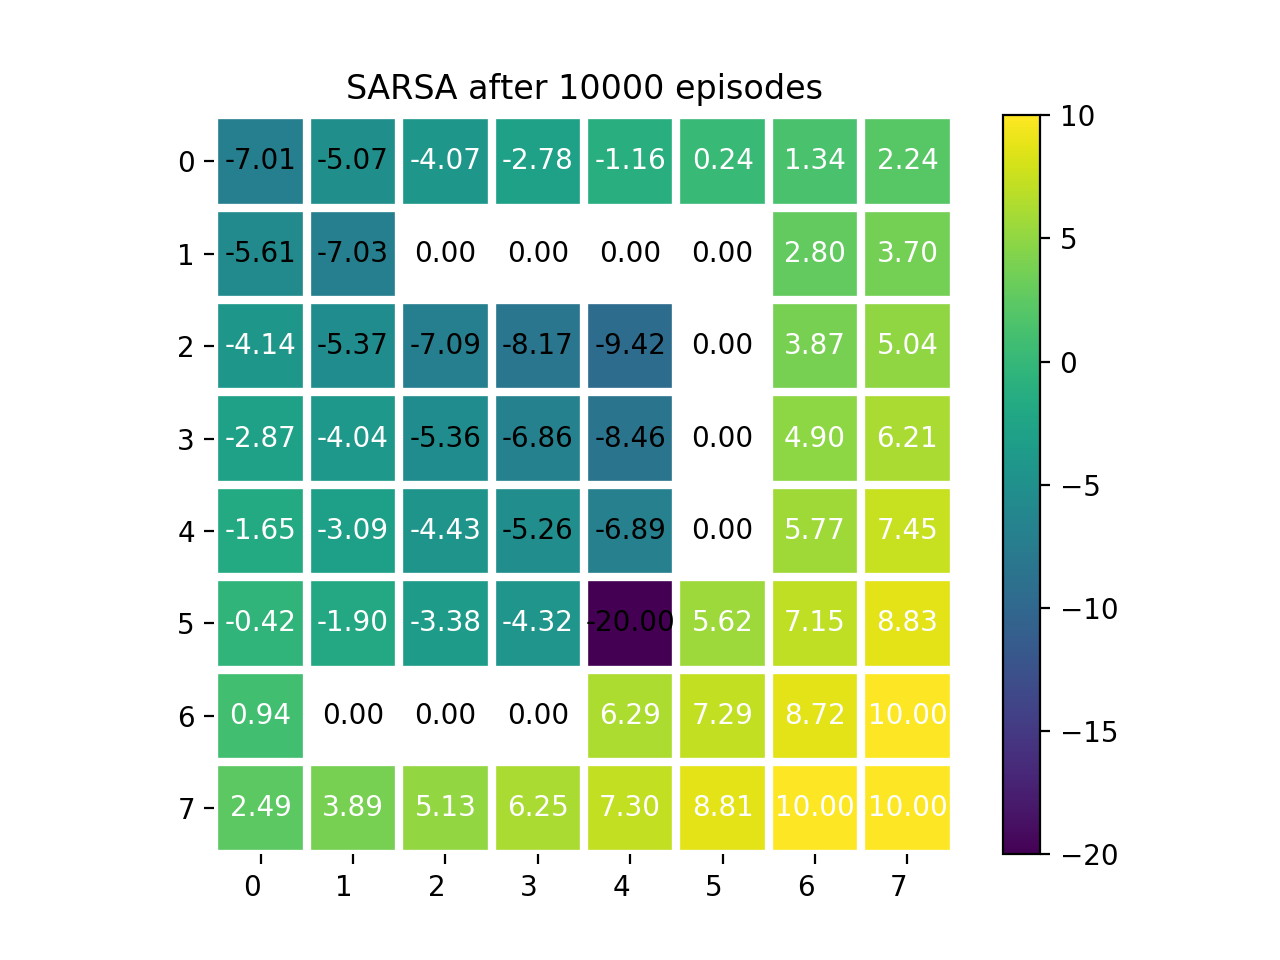 SARSA after 10000 episodes
0 -7.01 -5.07 -4.07 -2.78 -1.16 0.24 1.34 2.24
1 -5.61 -7.03 0.00 0.00 0.00 0.00 2.80 3.70
2 -4.14 -5.37 -7.09 -8.17 -9.42 0.00 3.87 5.04
3 -2.87 -4.04 -5.36 -6.86 -8.46 0.00 4.90 6.21
4 -1.65 -3.09 -4.43 -5.26 -6.89 0.00 5.77 7.45
5 -0.42 -1.90 -3.38 -4.32 -20.00 5.62 7.15 8.83
6 0.94 0.00 0.00 0.00 6.29 7.29 8.72 10.00
7 2.49 3.89 5.13 6.25 7.30 8.81 10.00 10.00
0 1 2 3 4 5 6 7
10
5
0
−5
−10
−15
−20